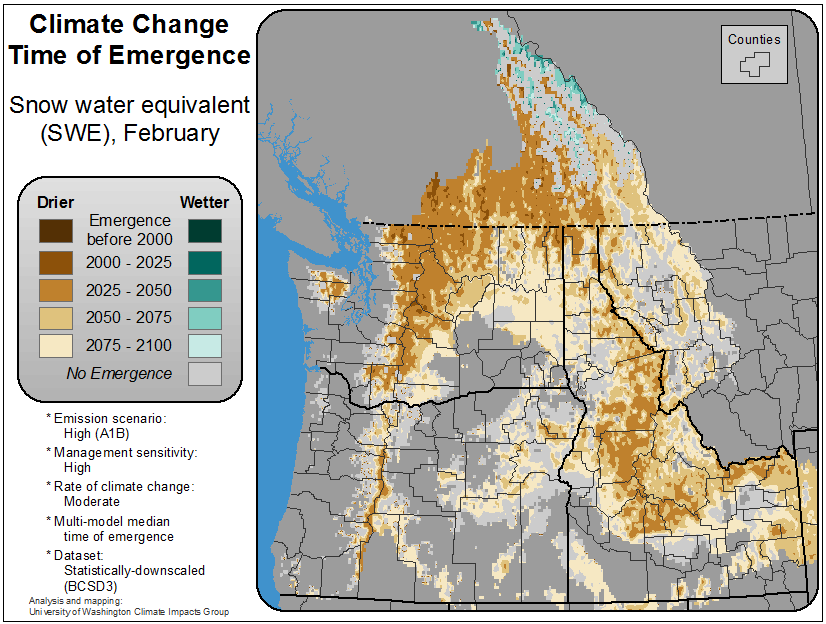 Climate Change
Time of Emergence
Snow water equivalent
(SWE), February
Drier
Wetter
Emergence
before 2000
2000 - 2025
2025 - 2050
2050 - 2075
2075 - 2100
No Emergence
* Emission scenario:
High (A1B)
* Management sensitivity:
High
* Rate of climate change:
Moderate
* Multi-model median
time of emergence
* Dataset:
Statistically-downscaled
(BCSD3)
Analysis and mapping:
University of Washington Climate Impacts Group
Counties